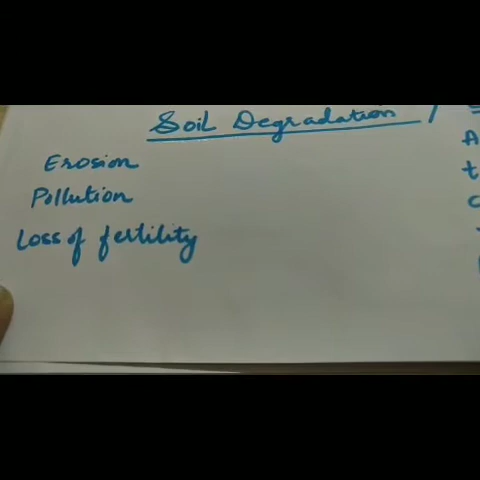 Soil Degradation /
Erosion
Pollution
Loss of fertility
A
t